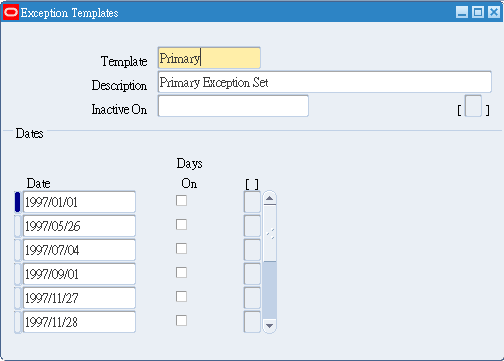 Exception Templates
Template Primary
Description Primary Exception Set
Inactive On
[ ]
Dates
Days
Date On [ ]
1997/01/01
1997/05/26
1997/07/04
1997/09/01
1997/11/27
1997/11/28